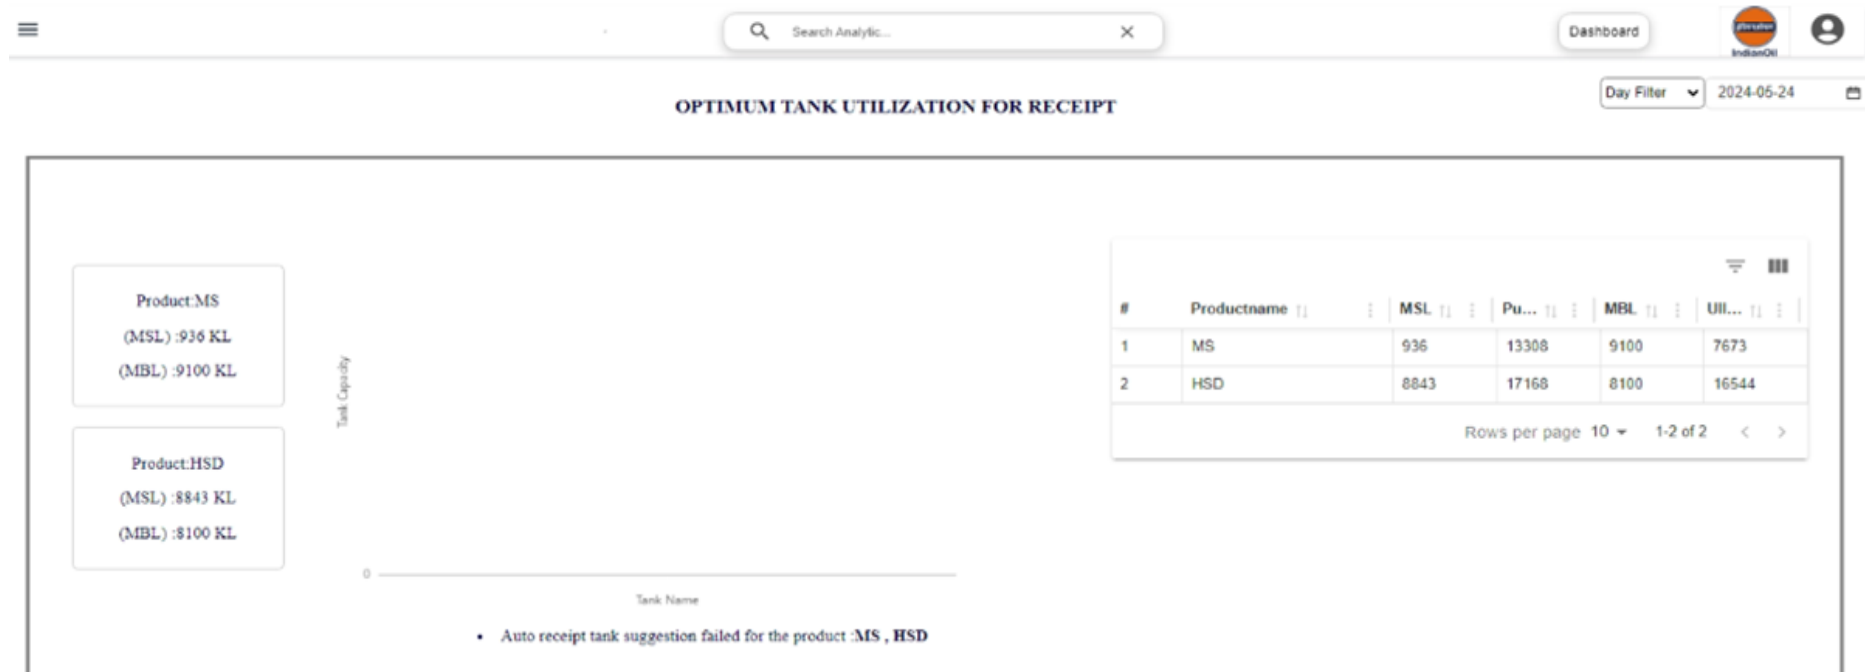 Search Analytic...
Dashboard
IndianOil
OPTIMUM TANK UTILIZATION FOR RECEIPT
Day Filter 2024-05-24
Product:MS
(MSL) :936 KL
(MBL) :9100 KL
Product:HSD
(MSL) :8843 KL
(MBL) :8100 KL
Tank Capacity
0
Tank Name
• Auto receipt tank suggestion failed for the product :MS , HSD
# Productname MSL Pu... MBL Ull...
1 MS 936 13308 9100 7673
2 HSD 8843 17168 8100 16544
Rows per page 10 1-2 of 2